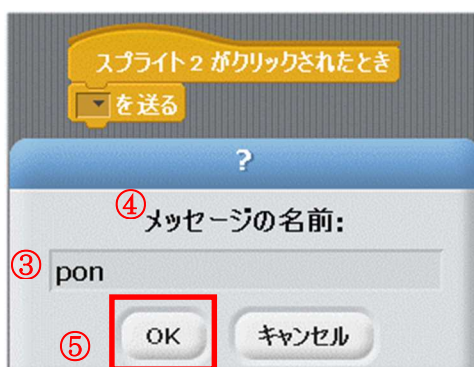 スプライト2 がクリックされたとき
を送る
?
④
メッセージの名前:
③ pon
⑤ OK キャンセル